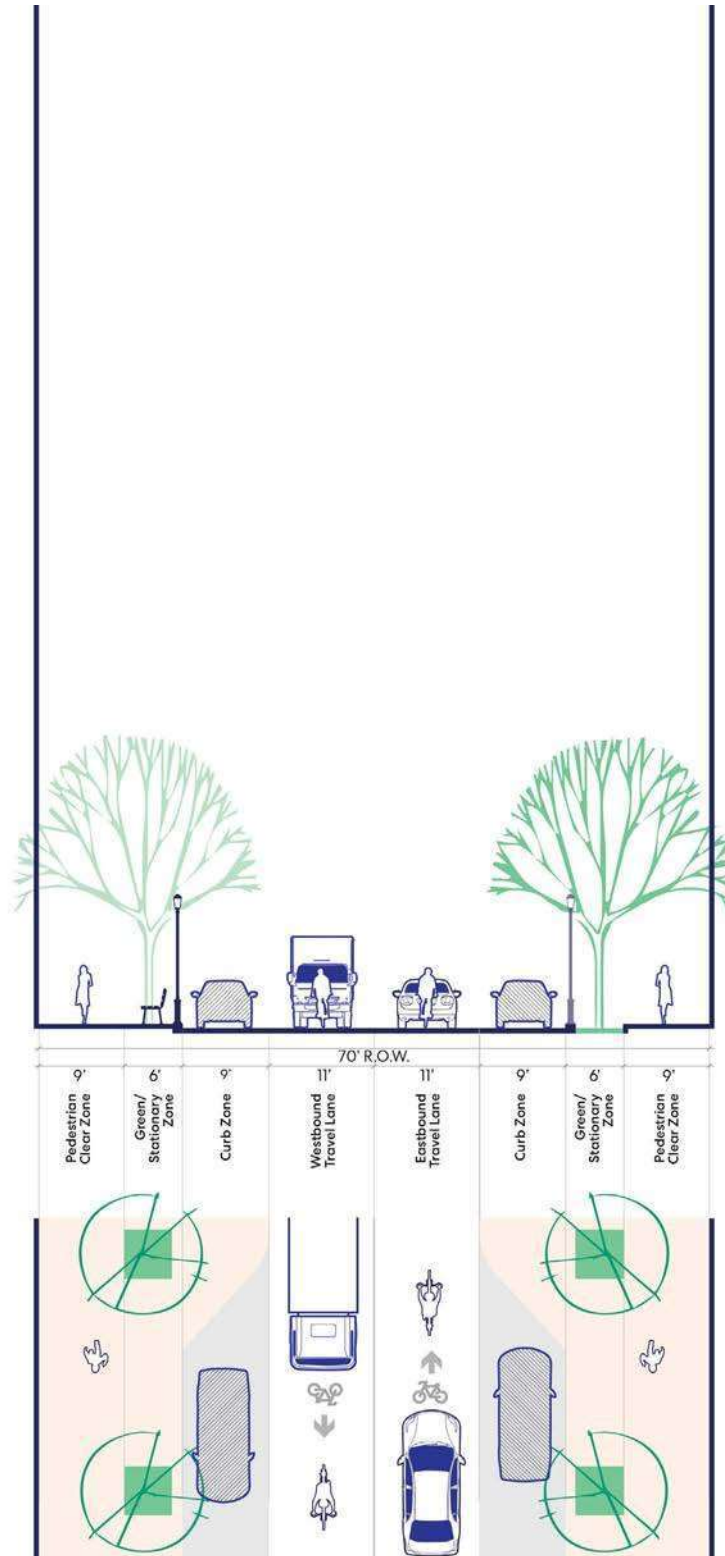 70' R.O.W.
9'
6'
9'
11'
11'
9'
6'
9'
Pedestrian
Clear Zone
Green/
Stationary
Zone
Curb Zone
Westbound
Travel Lane
Eastbound
Travel Lane
Curb Zone
Green/
Stationary
Zone
Pedestrian
Clear Zone